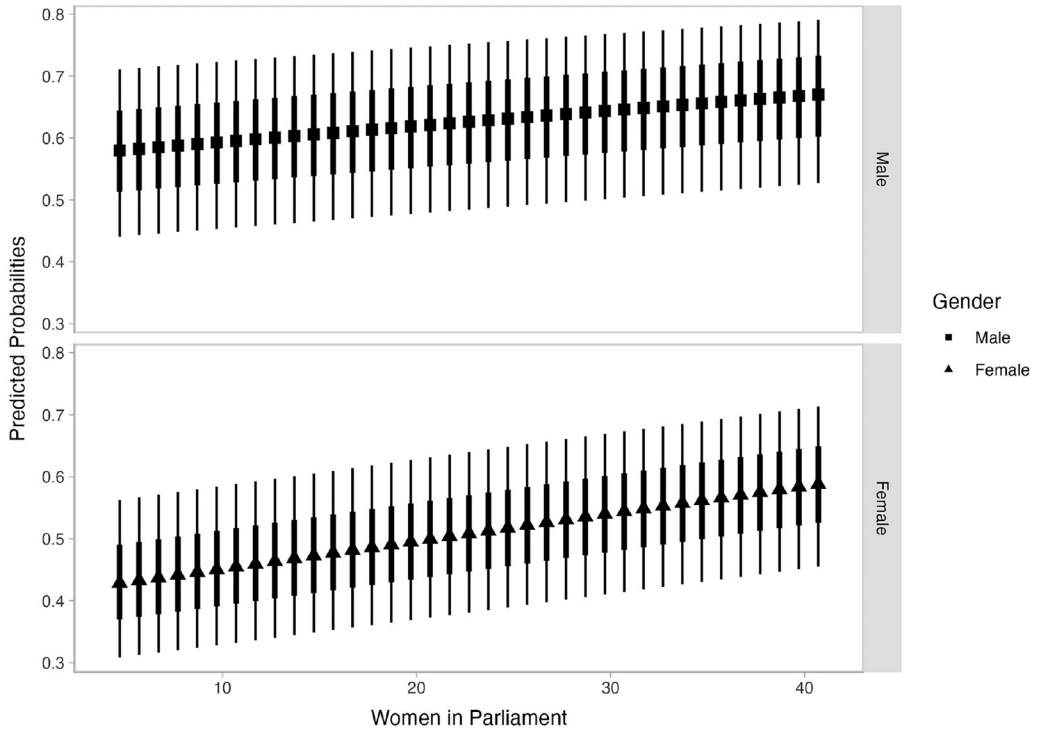 Predicted Probabilities
0.8
0.7
0.6
0.5
0.4
0.3
Male
0.8
0.7
0.6
0.5
0.4
0.3
Female
10 20 30 40
Women in Parliament
Gender
Male
Female